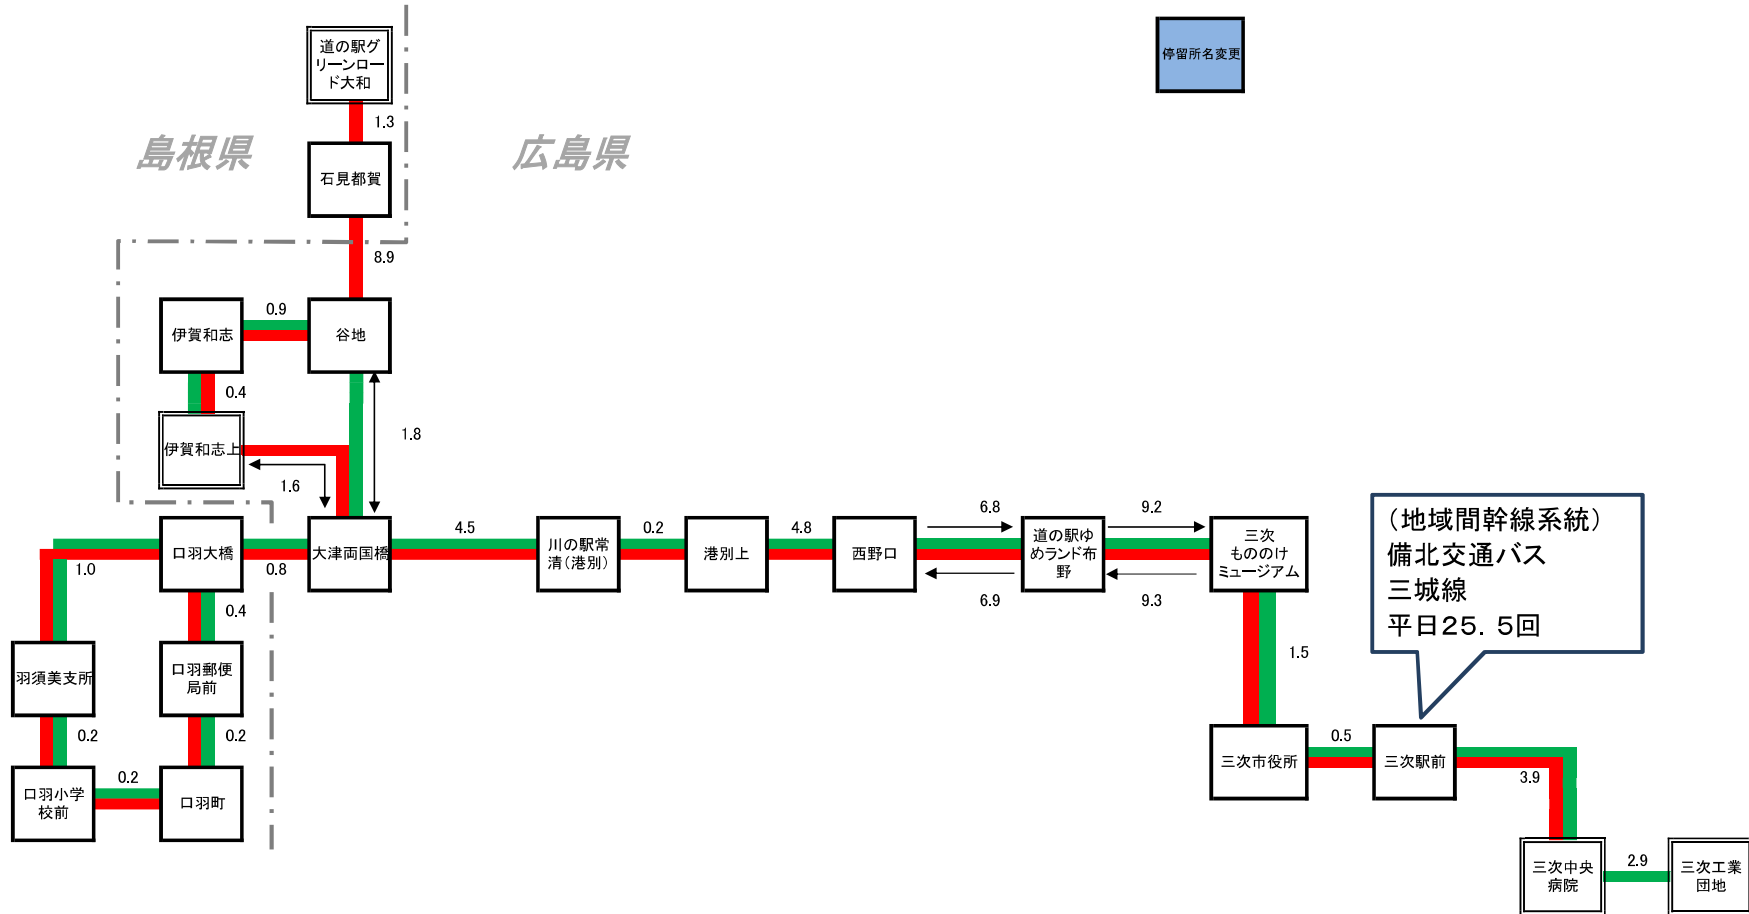 道の駅グ
リーンロー
ド大和
停留所名変更
1.3
島根県
広島県
石見都賀
8.9
伊賀和志
0.9
谷地
0.4
伊賀和志上
1.8
1.6
口羽大橋
大津両国橋
4.5
川の駅常
清(港別)
0.2
港別上
4.8
西野口
6.8
道の駅ゆ
めランド布
野
9.2
三次
もののけ
ミュージアム
(地域間幹線系統)
備北交通バス
三城線
平日25.5回
1.0
0.8
6.9
9.3
0.4
1.5
羽須美支所
口羽郵便
局前
0.2
0.2
三次市役所
0.5
三次駅前
3.9
口羽小学
校前
0.2
口羽町
三次中央
病院
2.9
三次工業
団地